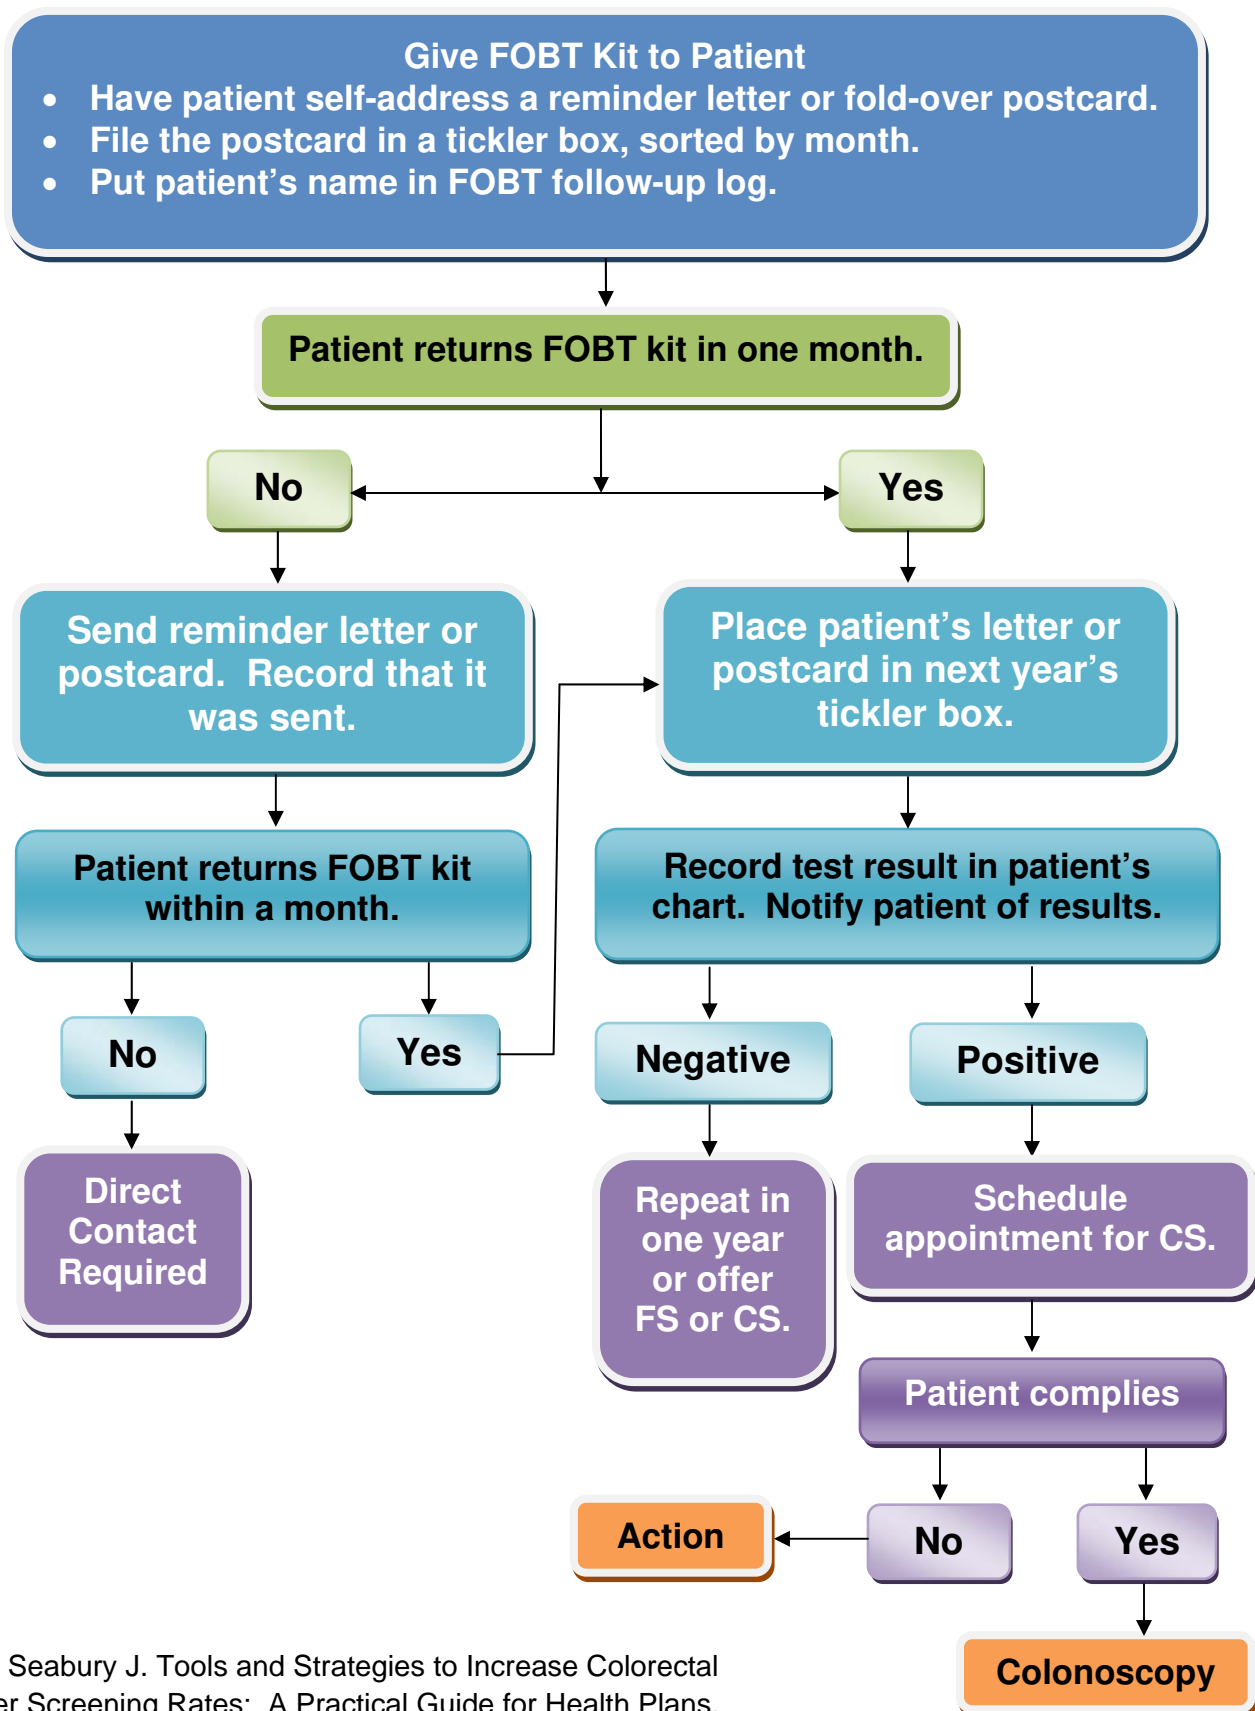 Give FOBT Kit to Patient
• Have patient self-address a reminder letter or fold-over postcard.
• File the postcard in a tickler box, sorted by month.
• Put patient’s name in FOBT follow-up log.
Patient returns FOBT kit in one month.
No
Yes
Send reminder letter or
postcard.  Record that it
was sent.
Place patient’s letter or
postcard in next year’s
tickler box.
Patient returns FOBT kit
within a month.
Record test result in patient’s
chart.  Notify patient of results.
No
Yes
Negative
Positive
Direct
Contact
Required
Repeat in
one year
or offer
FS or CS.
Schedule
appointment for CS.
Patient complies
Action
No
Yes
Colonoscopy
Seabury J. Tools and Strategies to Increase Colorectal
Screening Rates:  A Practical Guide for Health Plans.